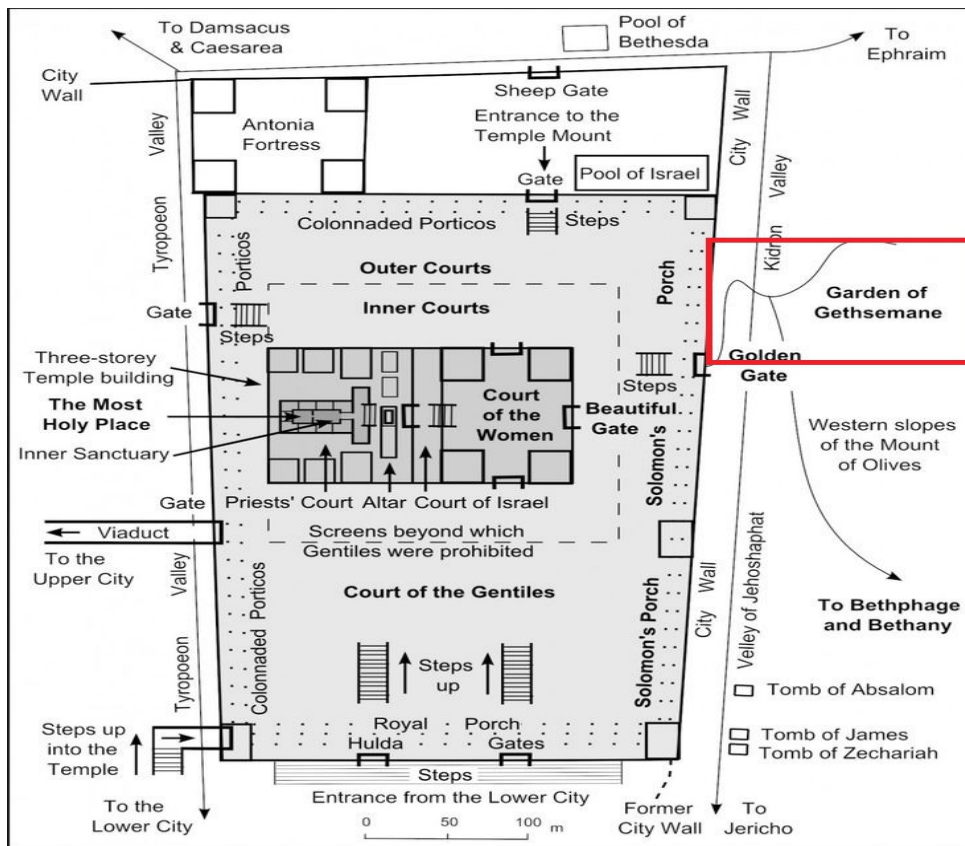 To Damsacus
& Caesarea
Pool of
Bethesda
To
Ephraim
City
Wall
Sheep Gate
Antonia
Fortress
Entrance to the
Temple Mount
City Wall
Valley
Gate
Pool of Israel
Valley
Steps
Colonnaded Porticos
Kidron
Tyropoeon
Porticos
Outer Courts
Porch
Inner Courts
Garden of
Gethsemane
Gate
Steps
Three-storey
Temple building
Golden
Gate
Steps
The Most
Holy Place
Court
of the
Women
Beautiful
Gate
Inner Sanctuary
Western slopes
of the Mount
of Olives
Solomon's
Gate
Priests' Court
Altar
Court of Israel
Viaduct
Screens beyond which
Gentiles were prohibited
To the
Upper City
Valley
Colonnaded Porticos
Court of the Gentiles
City Wall
Velley of Jehoshaphat
To Bethphage
and Bethany
Solomon's Porch
Tyropoeon
Steps
up
Tomb of Absalom
Steps up
into the
Temple
Royal Porch
Hulda Gates
Tomb of James
Tomb of Zechariah
Steps
To the
Lower City
Entrance from the Lower City
Former
City Wall
To
Jericho
0 50 100 m